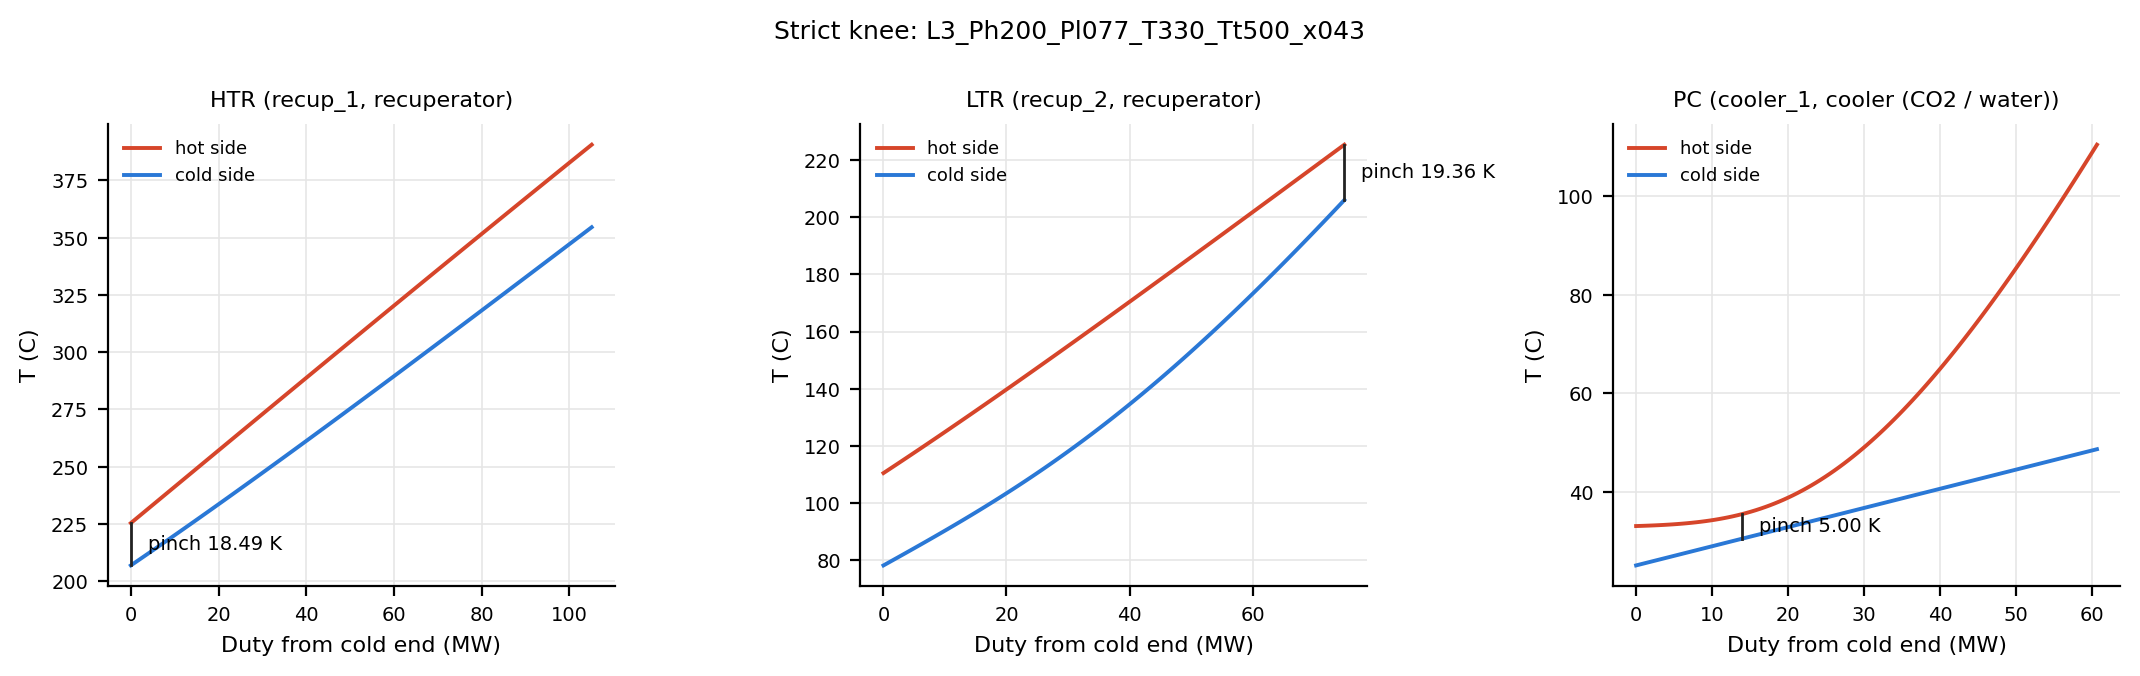 Strict knee: L3_Ph200_Pl077_T330_Tt500_x043
HTR (recup_1, recuperator)
hot side
cold side
375
350
325
300
275
250
225
200
T (C)
pinch 18.49 K
0 20 40 60 80 100
Duty from cold end (MW)
LTR (recup_2, recuperator)
hot side
cold side
220
200
180
160
140
120
100
80
T (C)
pinch 19.36 K
0 20 40 60
Duty from cold end (MW)
PC (cooler_1, cooler (CO2 / water))
hot side
cold side
100
80
60
40
T (C)
pinch 5.00 K
0 10 20 30 40 50 60
Duty from cold end (MW)